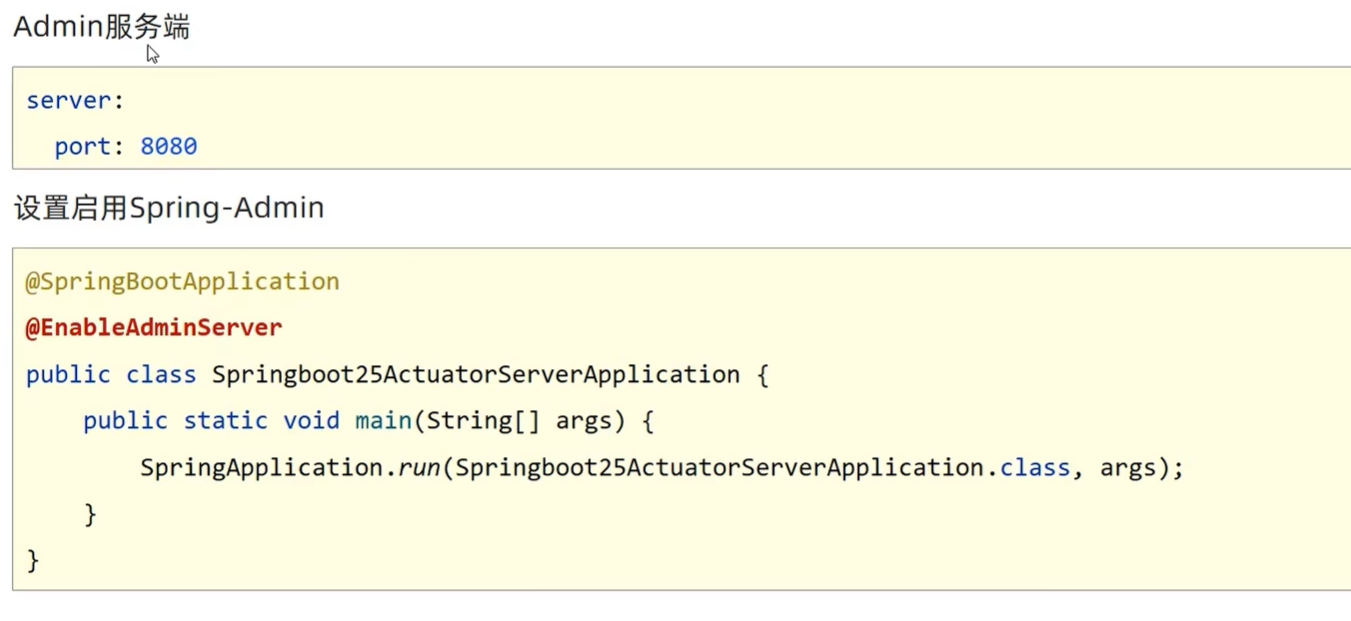 Admin服务端
server:
  port: 8080
设置启用Spring-Admin
@SpringBootApplication
@EnableAdminServer
public class Springboot25ActuatorServerApplication {
    public static void main(String[] args) {
        SpringApplication.run(Springboot25ActuatorServerApplication.class, args);
    }
}